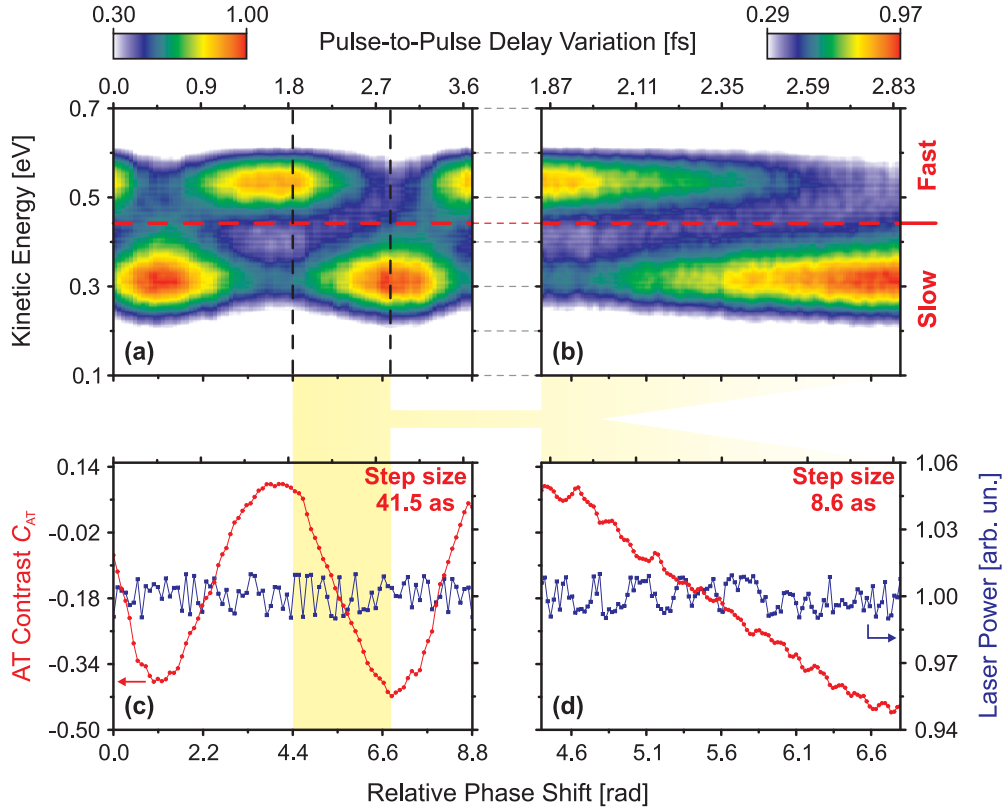 0.30 1.00 0.29 0.97
Pulse-to-Pulse Delay Variation [fs]
0.0 0.9 1.8 2.7 3.6 1.87 2.11 2.35 2.59 2.83
Kinetic Energy [eV]
0.7
0.5
0.3
0.1
(a)
(b)
Fast
Slow
AT Contrast C_AT
0.14
-0.02
-0.18
-0.34
-0.50
Step size
41.5 as
(c)
Step size
8.6 as
(d)
1.06
1.03
1.00
0.97
0.94
Laser Power [arb. un.]
0.0 2.2 4.4 6.6 8.8 4.6 5.1 5.6 6.1 6.6
Relative Phase Shift [rad]